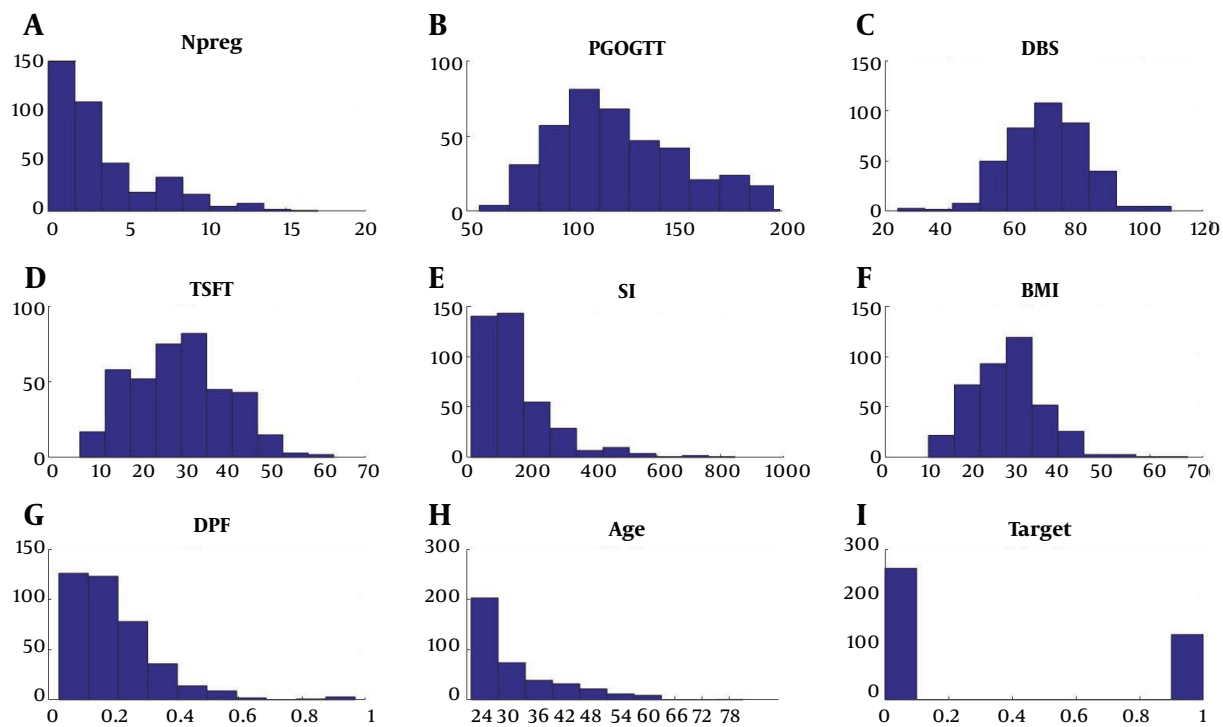 A
Npreg
150
100
50
0
0 5 10 15 20
B
PGOGTT
100
50
0
50 100 150 200
C
DBS
150
100
50
0
20 40 60 80 100 120
D
TSFT
100
50
0
0 10 20 30 40 50 60 70
E
SI
150
100
50
0
0 200 400 600 800 1000
F
BMI
150
100
50
0
0 10 20 30 40 50 60 70
G
DPF
150
100
50
0
0 0.2 0.4 0.6 0.8 1
H
Age
300
200
100
0
24 30 36 42 48 54 60 66 72 78
I
Target
300
200
100
0
0 0.2 0.4 0.6 0.8 1